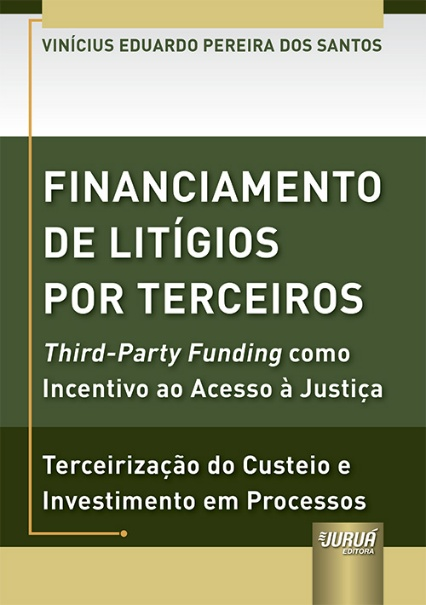 VINÍCIUS EDUARDO PEREIRA DOS SANTOS
FINANCIAMENTO
DE LITÍGIOS
POR TERCEIROS
Third-Party Funding como
Incentivo ao Acesso à Justiça
Terceirização do Custeio e
Investimento em Processos
JURUÁ
EDITORA